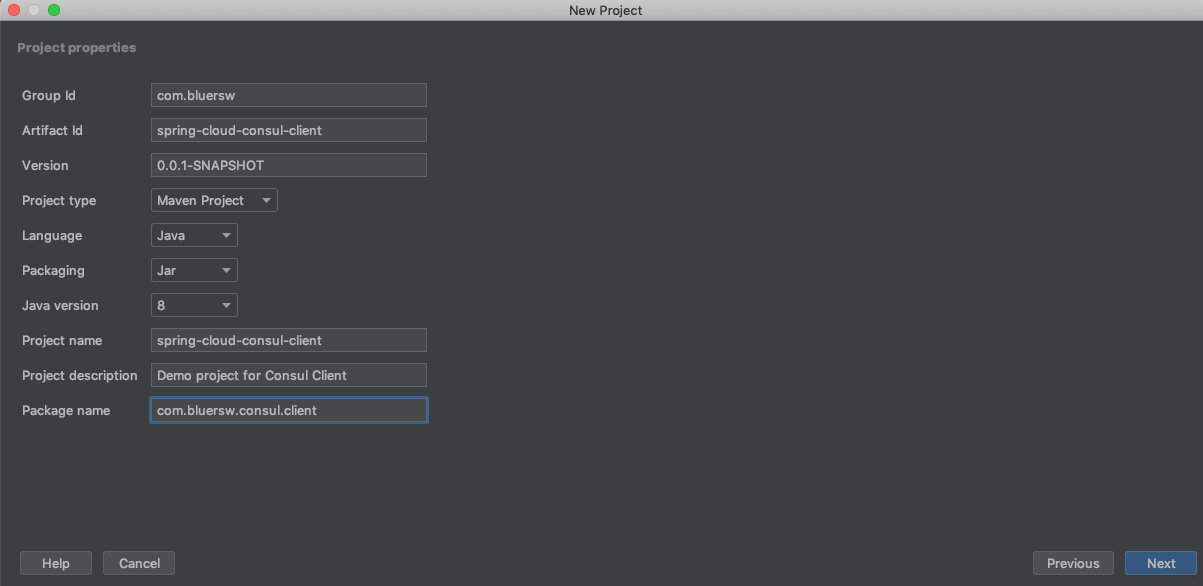 New Project
Project properties
Group Id com.bluersw
Artifact Id spring-cloud-consul-client
Version 0.0.1-SNAPSHOT
Project type Maven Project
Language Java
Packaging Jar
Java version 8
Project name spring-cloud-consul-client
Project description Demo project for Consul Client
Package name com.bluersw.consul.client
Help Cancel Previous Next